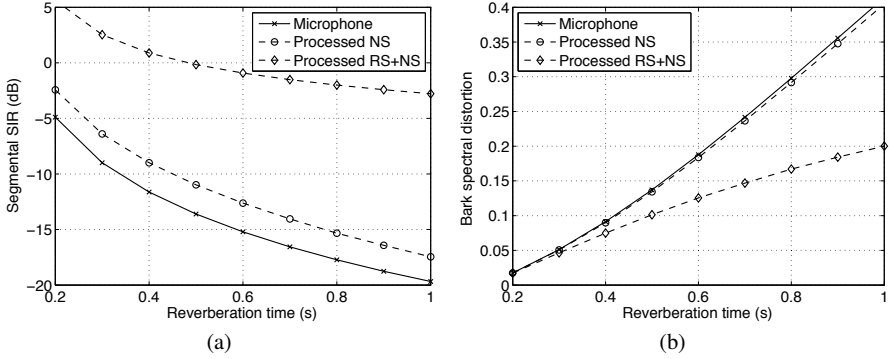 Microphone
Processed NS
Processed RS+NS
Segmental SIR (dB)
0
−5
−10
−15
−20
0.2
0.4
0.6
0.8
1
Reverberation time (s)
(a)
Microphone
Processed NS
Processed RS+NS
Bark spectral distortion
0.4
0.35
0.3
0.25
0.2
0.15
0.1
0.05
0
0.2
0.4
0.6
0.8
1
Reverberation time (s)
(b)